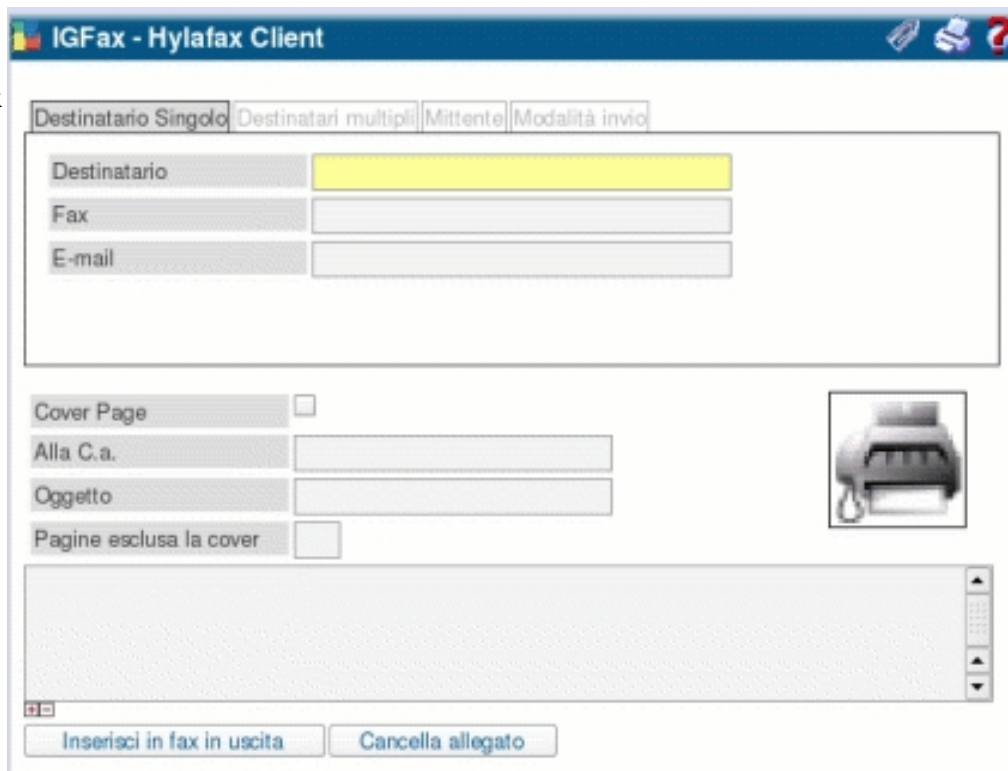 IGFax - Hylafax Client
Destinatario Singolo Destinatari multipli Mittente Modalità invio
Destinatario
Fax
E-mail
Cover Page
Alla C.a.
Oggetto
Pagine esclusa la cover
Inserisci in fax in uscita Cancella allegato